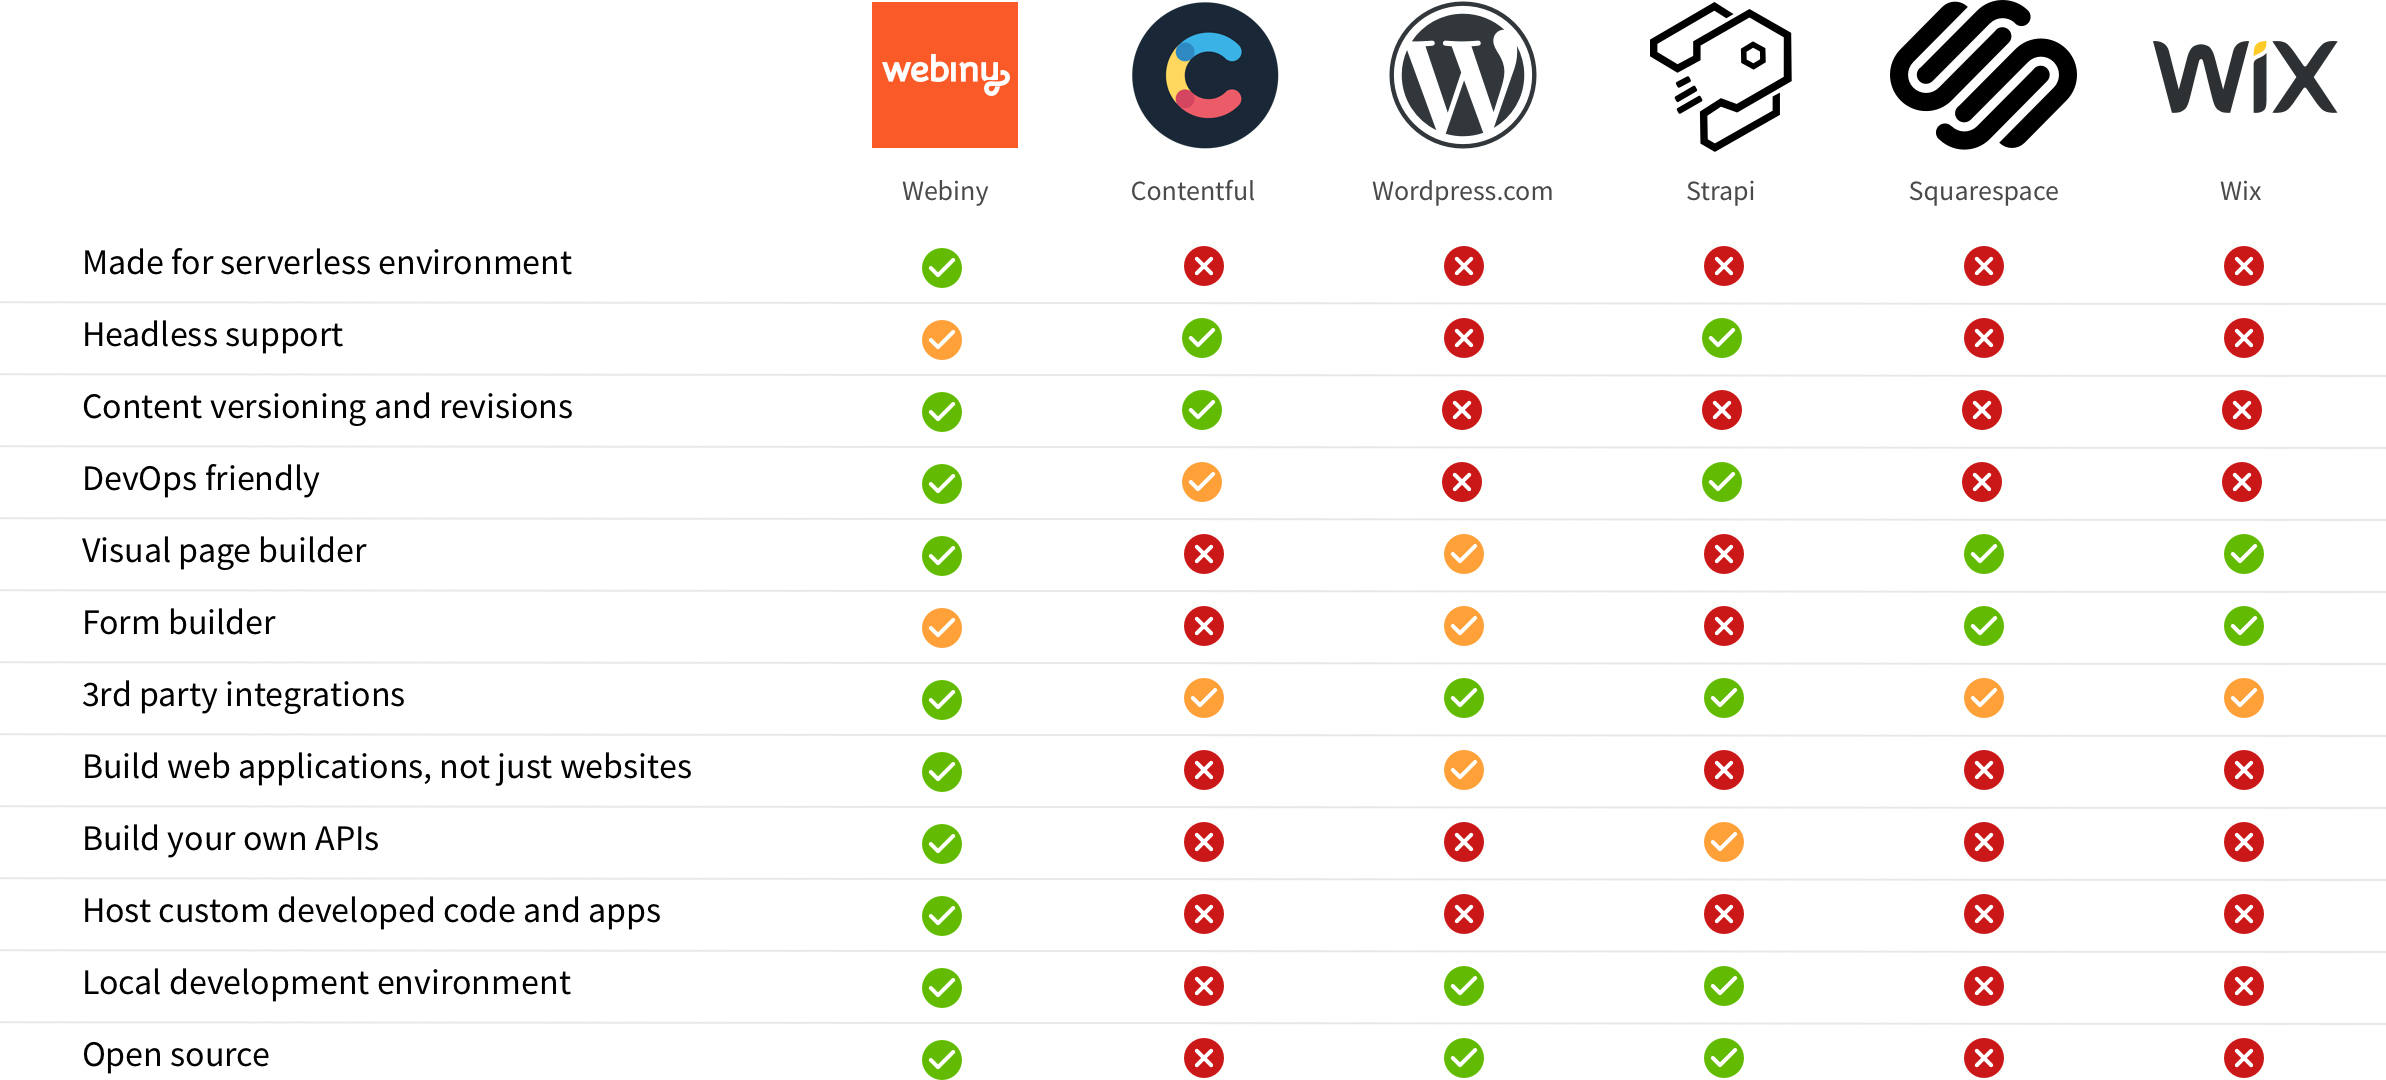 webiny
WiX
Webiny Contentful Wordpress.com Strapi Squarespace Wix
Made for serverless environment
Headless support
Content versioning and revisions
DevOps friendly
Visual page builder
Form builder
3rd party integrations
Build web applications, not just websites
Build your own APIs
Host custom developed code and apps
Local development environment
Open source